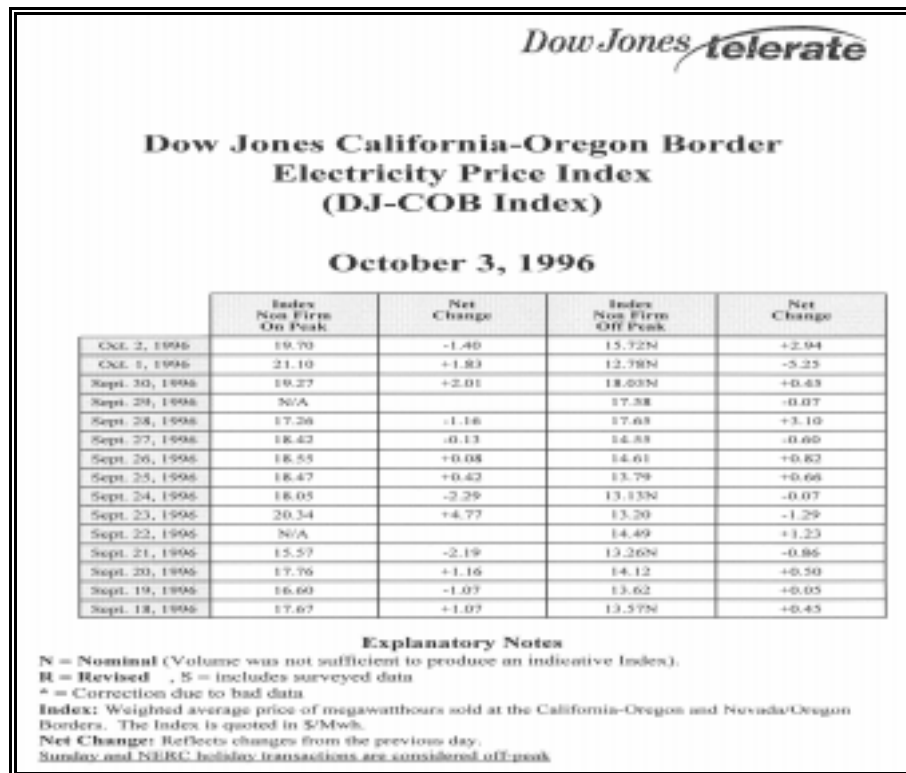 Dow Jones telerate
Dow Jones California-Oregon Border
Electricity Price Index
(DJ-COB Index)
October 3, 1996
Index Non Firm On Peak Net Change Index Non Firm Off Peak Net Change
Oct. 2, 1996 19.70 -1.40 15.72N +2.94
Oct. 1, 1996 21.10 +1.83 12.78N -5.25
Sept. 30, 1996 19.27 +2.01 18.03N +0.45
Sept. 29, 1996 N/A 17.58 -0.07
Sept. 28, 1996 17.26 -1.16 17.65 +3.10
Sept. 27, 1996 18.42 -0.13 14.55 -0.60
Sept. 26, 1996 18.55 +0.08 14.61 +0.82
Sept. 25, 1996 18.47 +0.42 13.79 +0.66
Sept. 24, 1996 18.05 -2.29 13.13N -0.07
Sept. 23, 1996 20.34 +4.77 13.20 -1.29
Sept. 22, 1996 N/A 14.49 +1.23
Sept. 21, 1996 15.57 -2.19 13.26N -0.86
Sept. 20, 1996 17.76 +1.16 14.12 +0.50
Sept. 19, 1996 16.60 -1.07 13.62 +0.05
Sept. 18, 1996 17.67 +1.07 13.57N +0.45
Explanatory Notes
N = Nominal (Volume was not sufficient to produce an indicative Index).
R = Revised , S = includes surveyed data
* = Correction due to bad data
Index: Weighted average price of megawatthours sold at the California-Oregon and Nevada/Oregon
Borders. The Index is quoted in $/Mwh.
Net Change: Reflects changes from the previous day.
Sunday and NERC holiday transactions are considered off-peak